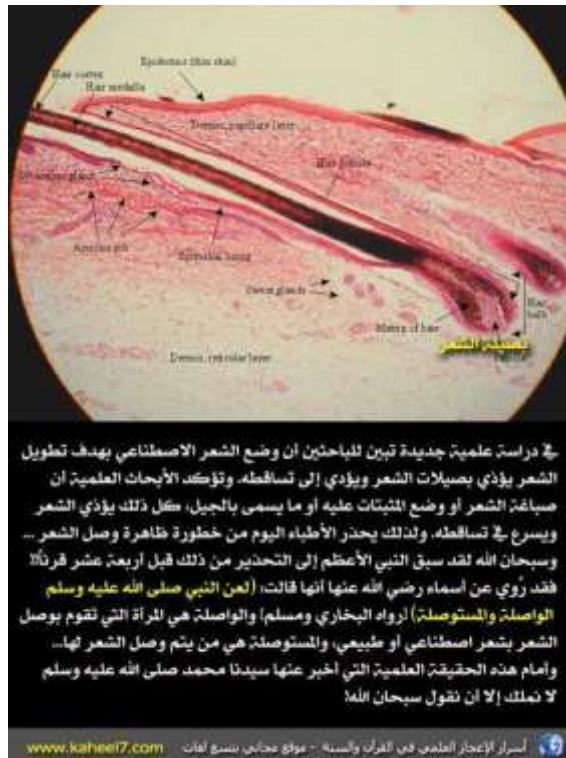 Hair cortex
Epidermis (thin skin)
Hair medulla
Dermis, papillary layer
Hair follicle
Sebaceous glands
Arrector pili
Epithelial lining
Sweat glands
Hair bulb
Matrix of hair
بصيلة الشعر
Dermis, reticular layer
في دراسة علمية جديدة تبين للباحثين أن وضع الشعر الاصطناعي بهدف تطويل
الشعر يؤذي بصيلات الشعر ويؤدي إلى تساقطه. وتؤكد الأبحاث العلمية أن
صباغة الشعر أو وضع المثبتات عليه أو ما يسمى بالجيل، كل ذلك يؤذي الشعر
ويسرع في تساقطه. ولذلك يحذر الأطباء اليوم من خطورة ظاهرة وصل الشعر ...
وسبحان الله لقد سبق النبي الأعظم إلى التحذير من ذلك قبل أربعة عشر قرناً!!
فقد رُوي عن أسماء رضي الله عنها أنها قالت: (لعن النبي صلى الله عليه وسلم
الواصلة والمستوصلة) [رواه البخاري ومسلم] والواصلة هي المرأة التي تقوم بوصل
الشعر بشعر اصطناعي أو طبيعي، والمستوصلة هي من يتم وصل الشعر لها...
وأمام هذه الحقيقة العلمية التي أخبر عنها سيدنا محمد صلى الله عليه وسلم
لا نملك إلا أن نقول سبحان الله!
أسرار الإعجاز العلمي في القرآن والسنة - موقع مجاني بتسع لغات www.kaheel7.com